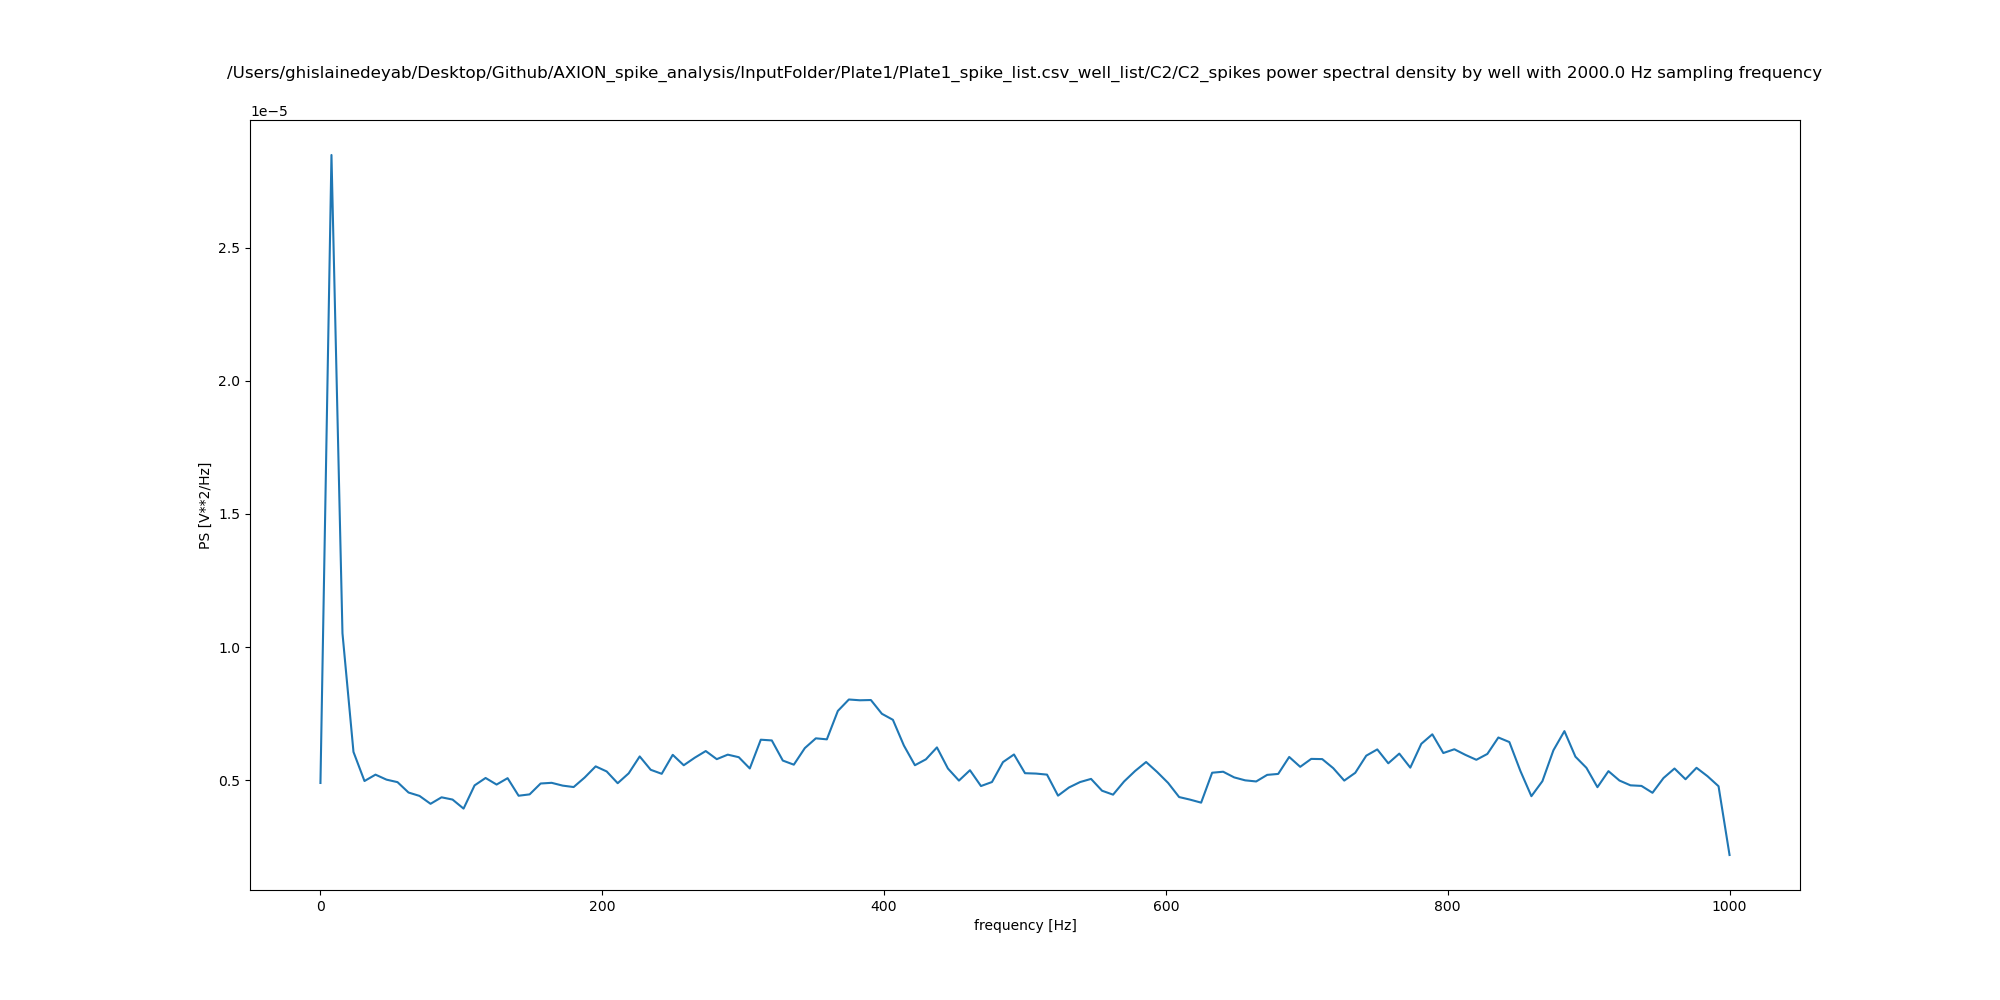 /Users/ghislainedeyab/Desktop/Github/AXION_spike_analysis/InputFolder/Plate1/Plate1_spike_list.csv_well_list/C2/C2_spikes power spectral density by well with 2000.0 Hz sampling frequency
1e−5
2.5
2.0
1.5
1.0
0.5
PS [V**2/Hz]
0 200 400 600 800 1000
frequency [Hz]